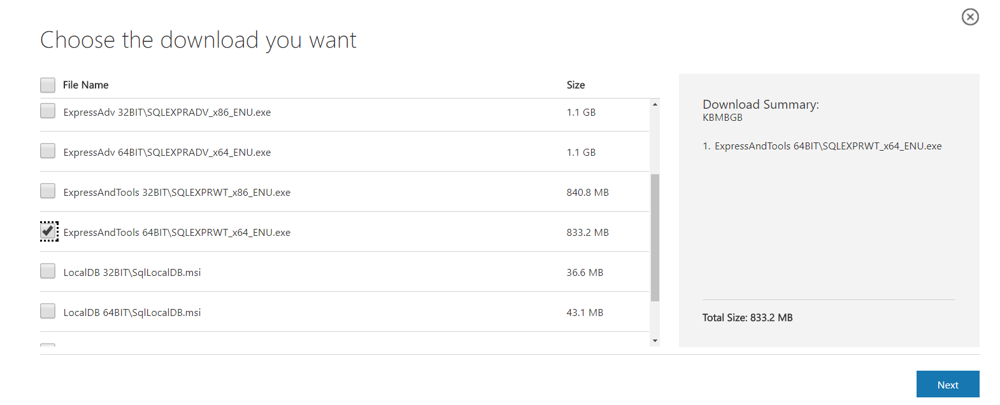 Choose the download you want
File Name Size
ExpressAdv 32BIT\SQLEXPRADV_x86_ENU.exe 1.1 GB
ExpressAdv 64BIT\SQLEXPRADV_x64_ENU.exe 1.1 GB
ExpressAndTools 32BIT\SQLEXPRWT_x86_ENU.exe 840.8 MB
ExpressAndTools 64BIT\SQLEXPRWT_x64_ENU.exe 833.2 MB
LocalDB 32BIT\SqlLocalDB.msi 36.6 MB
LocalDB 64BIT\SqlLocalDB.msi 43.1 MB
Download Summary:
KBMBGB
1. ExpressAndTools 64BIT\SQLEXPRWT_x64_ENU.exe
Total Size: 833.2 MB
Next